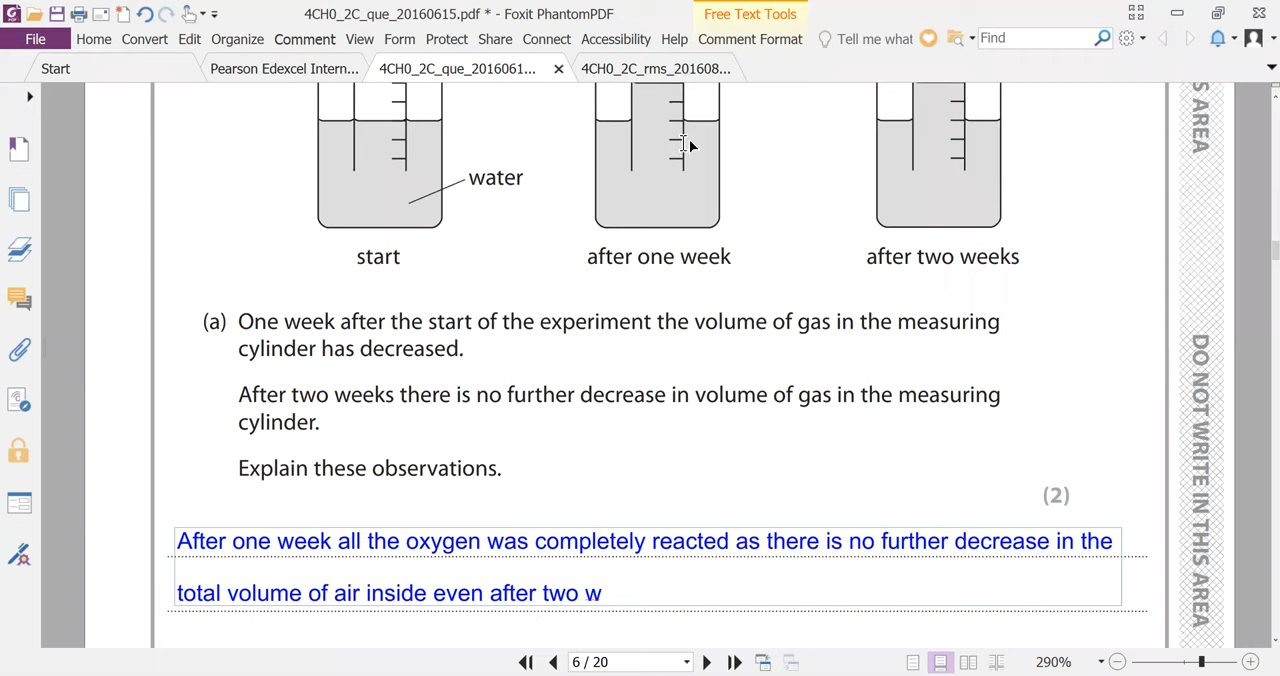 4CH0_2C_que_20160615.pdf * - Foxit PhantomPDF
Free Text Tools
File Home Convert Edit Organize Comment View Form Protect Share Connect Accessibility Help Comment Format Tell me what Find
Start Pearson Edexcel Intern... 4CH0_2C_que_2016061... 4CH0_2C_rms_201608...
water
start after one week after two weeks
(a) One week after the start of the experiment the volume of gas in the measuring
cylinder has decreased.
After two weeks there is no further decrease in volume of gas in the measuring
cylinder.
Explain these observations.
(2)
After one week all the oxygen was completely reacted as there is no further decrease in the
total volume of air inside even after two w
S AREA
DO NOT WRITE IN THIS AREA
6 / 20
290%